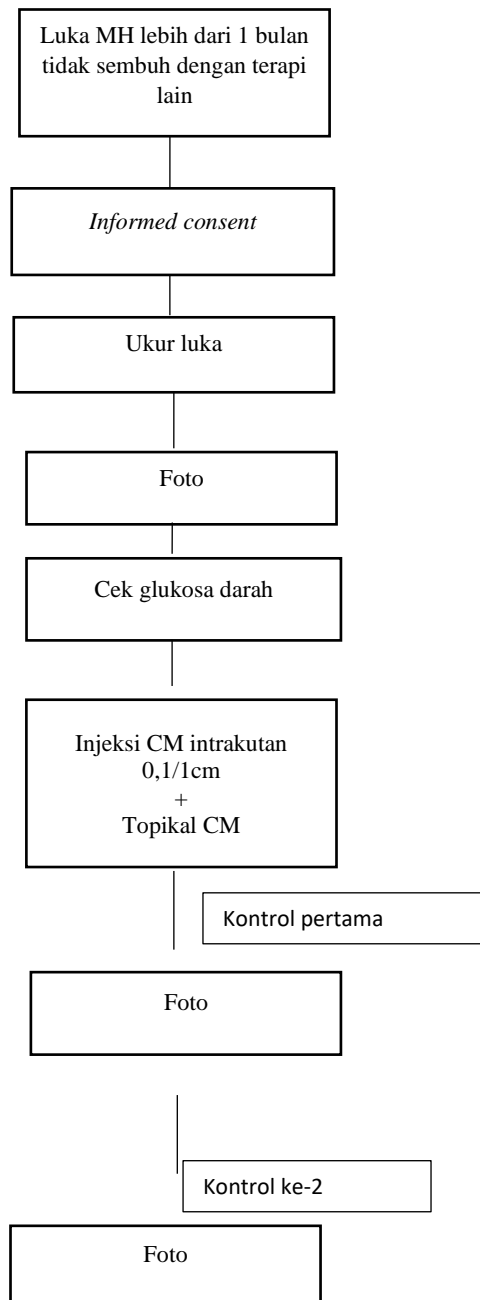 Luka MH lebih dari 1 bulan
tidak sembuh dengan terapi
lain
Informed consent
Ukur luka
Foto
Cek glukosa darah
Injeksi CM intrakutan
0,1/1cm
+
Topikal CM
Kontrol pertama
Foto
Kontrol ke-2
Foto